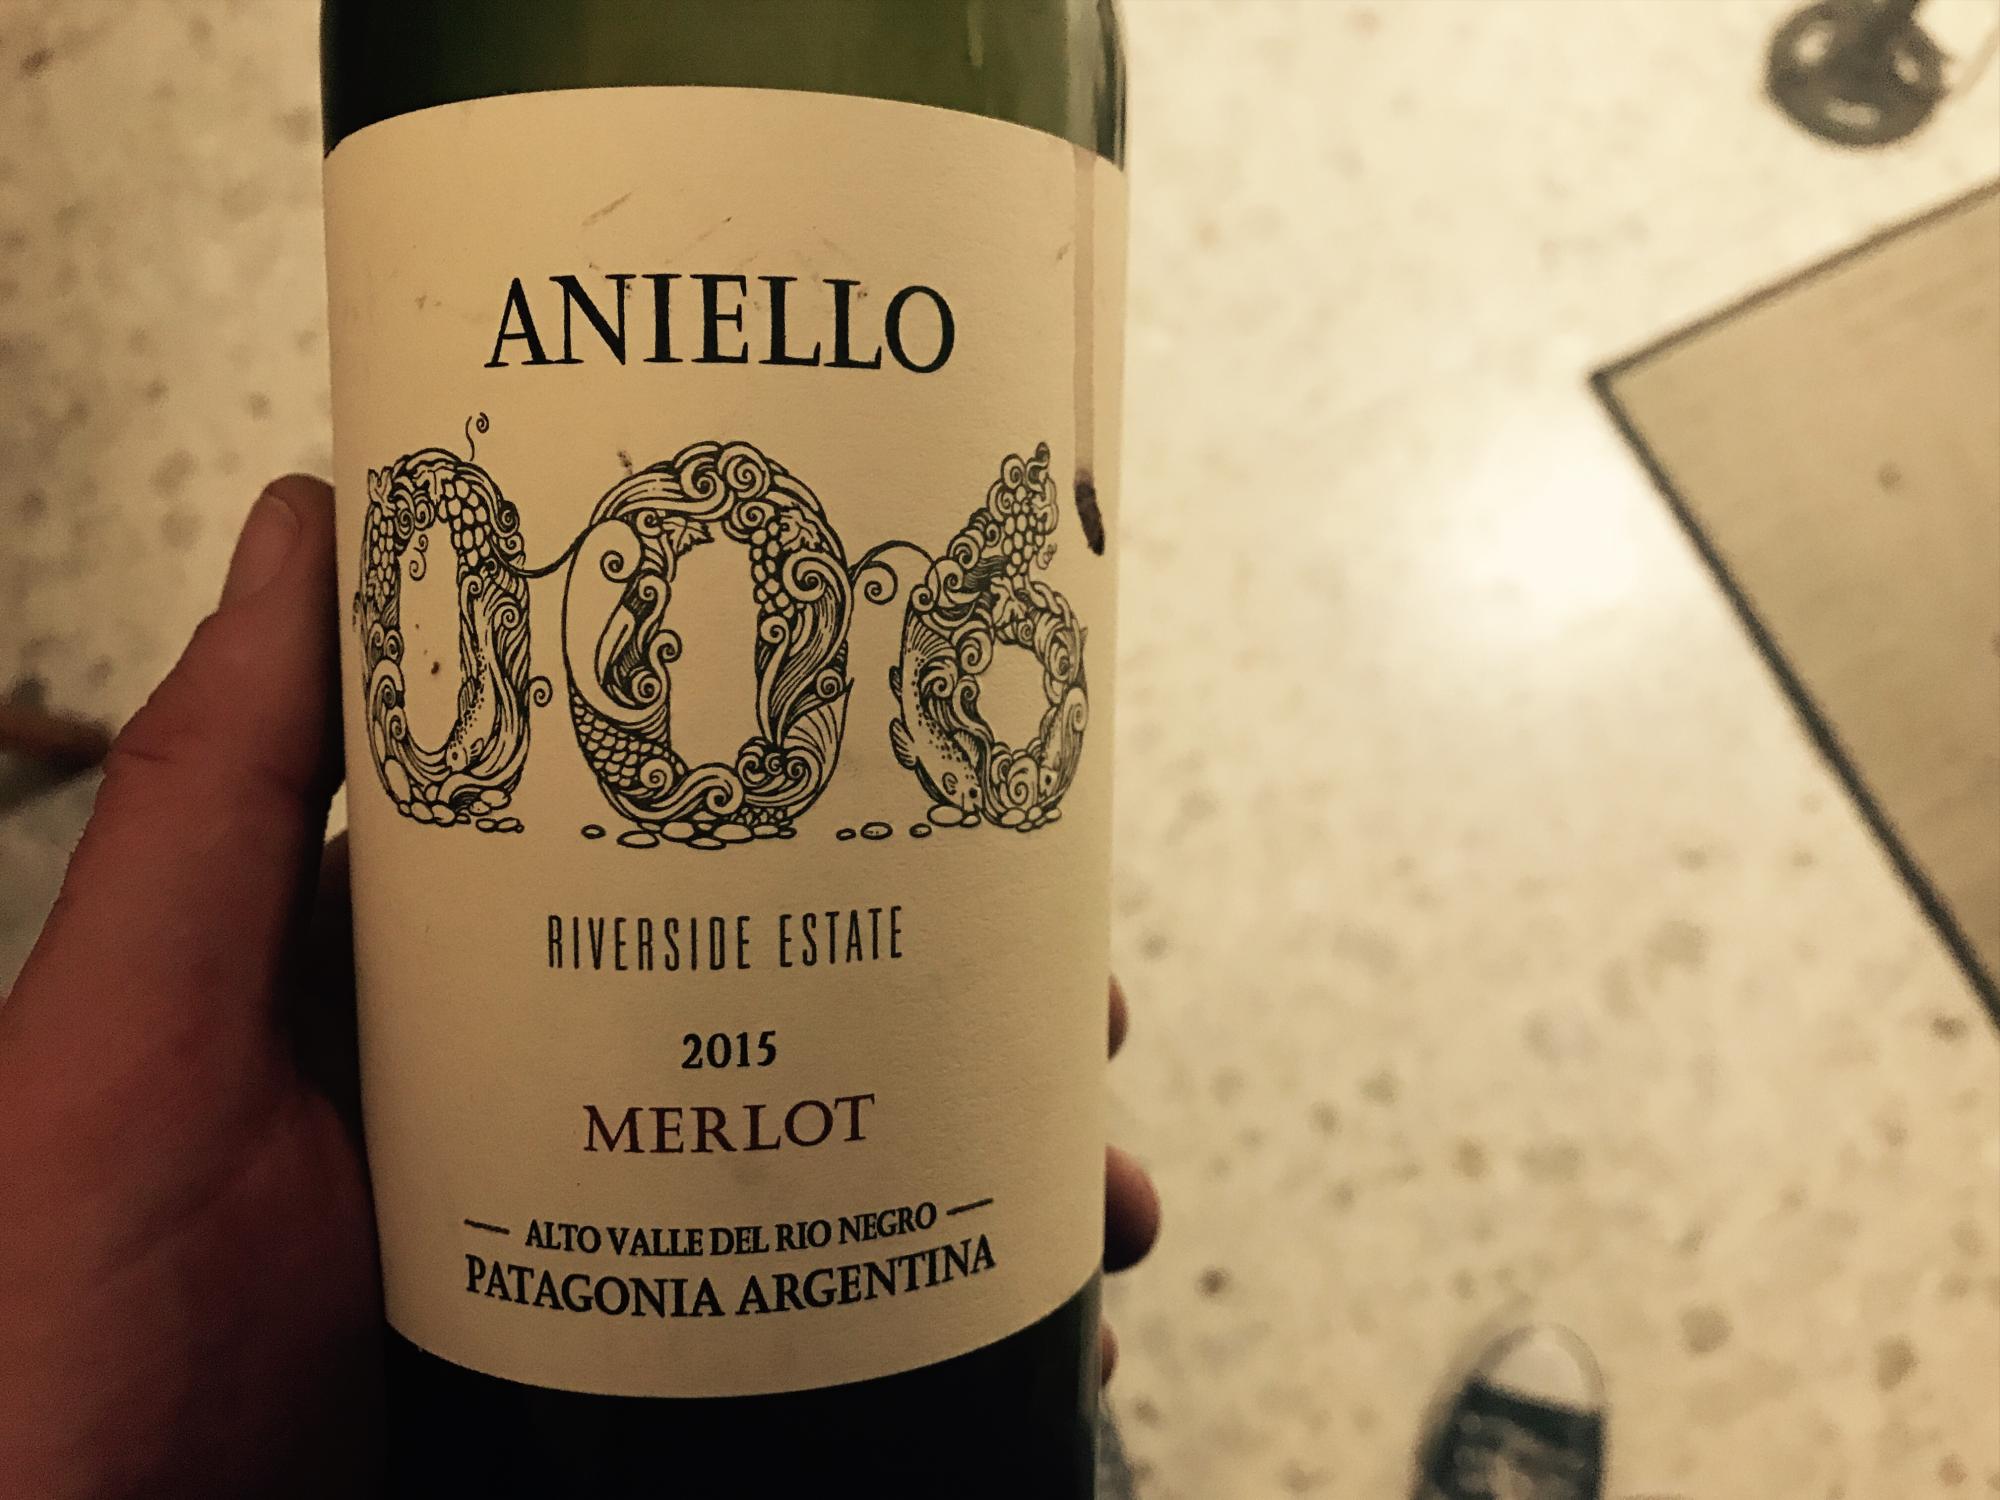 ANIELLO
006
RIVERSIDE ESTATE
2015
MERLOT
— ALTO VALLE DEL RIO NEGRO —
PATAGONIA ARGENTINA